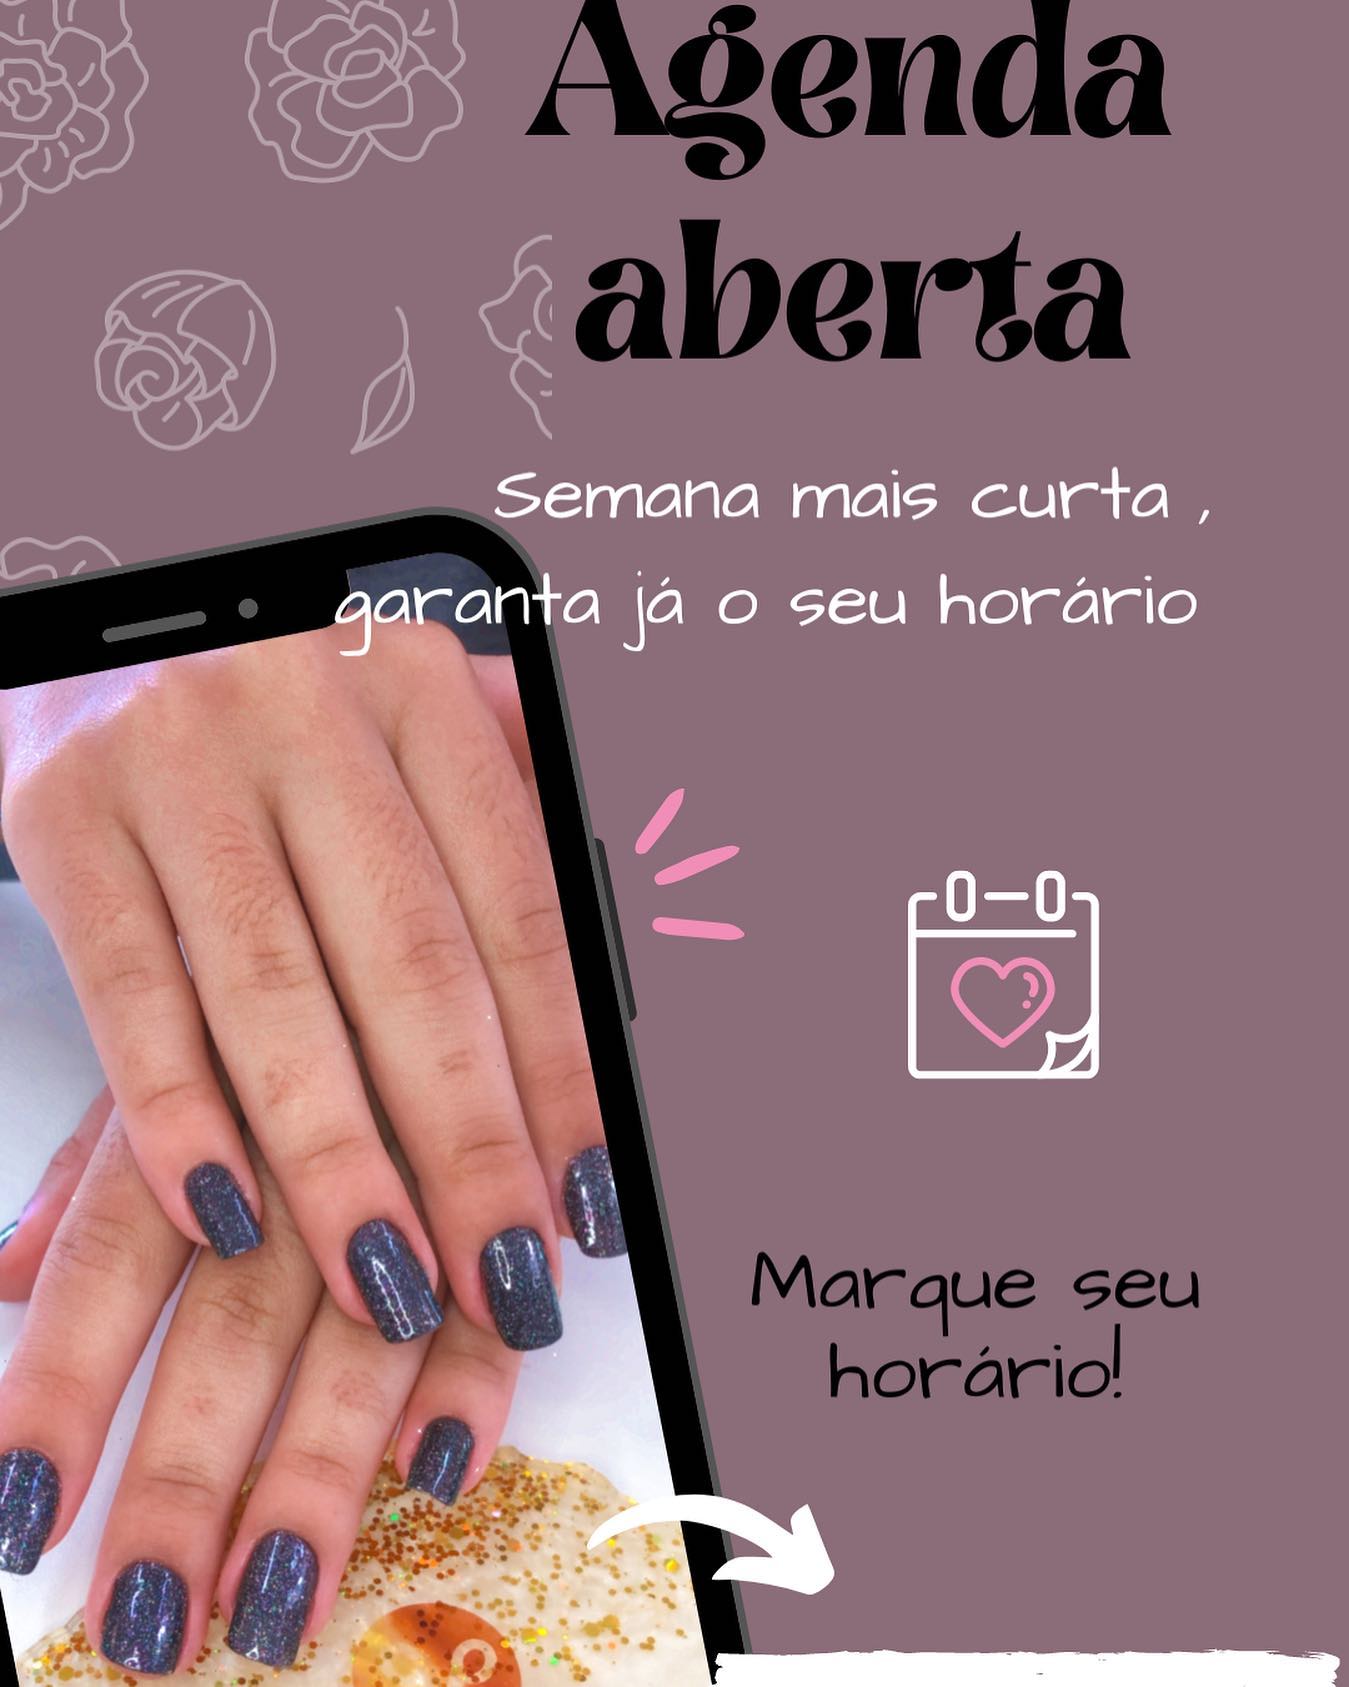 Agenda
aberta
Semana mais curta ,
garanta já o seu horário
Marque seu
horário!